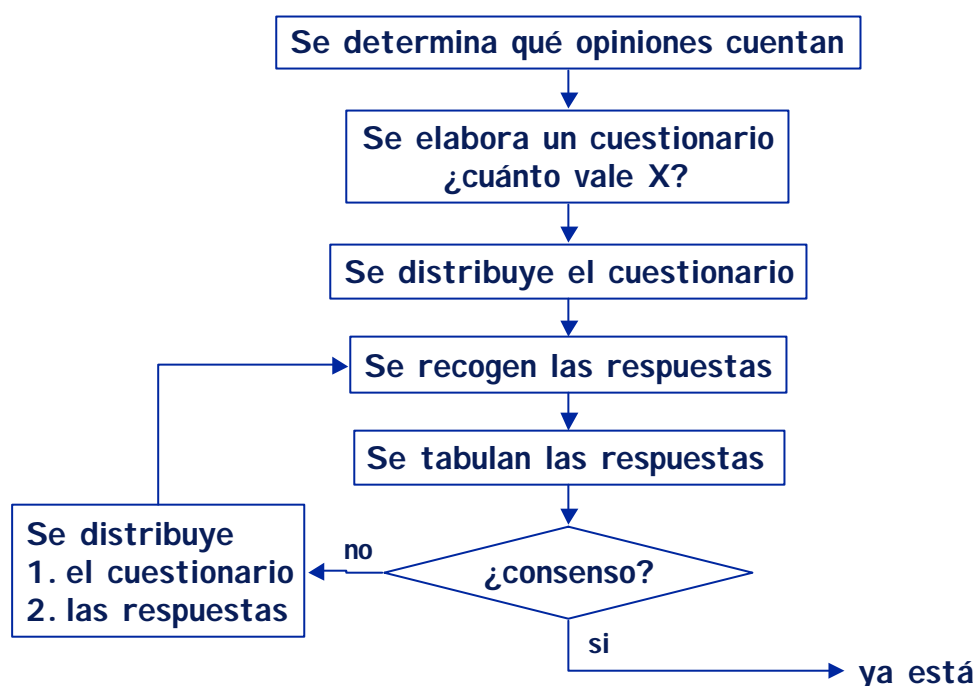 Se determina qué opiniones cuentan
Se elabora un cuestionario
¿cuánto vale X?
Se distribuye el cuestionario
Se recogen las respuestas
Se tabulan las respuestas
¿consenso?
no
Se distribuye
1. el cuestionario
2. las respuestas
si
ya está